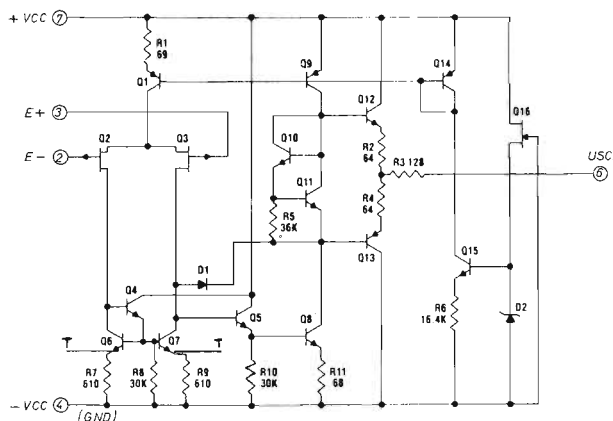 + VCC 7
R1
69
Q1
Q9
Q14
Q12
Q16
E+ 3
Q2
Q3
Q10
R2
64
R3 128
USC
6
E- 2
Q11
R4
64
R5
36K
Q13
D1
Q15
Q4
Q5
Q8
R6
16.4K
D2
Q6
Q7
T
T
R7
610
R8
30K
R9
610
R10
30K
R11
68
- VCC 4
(GND)